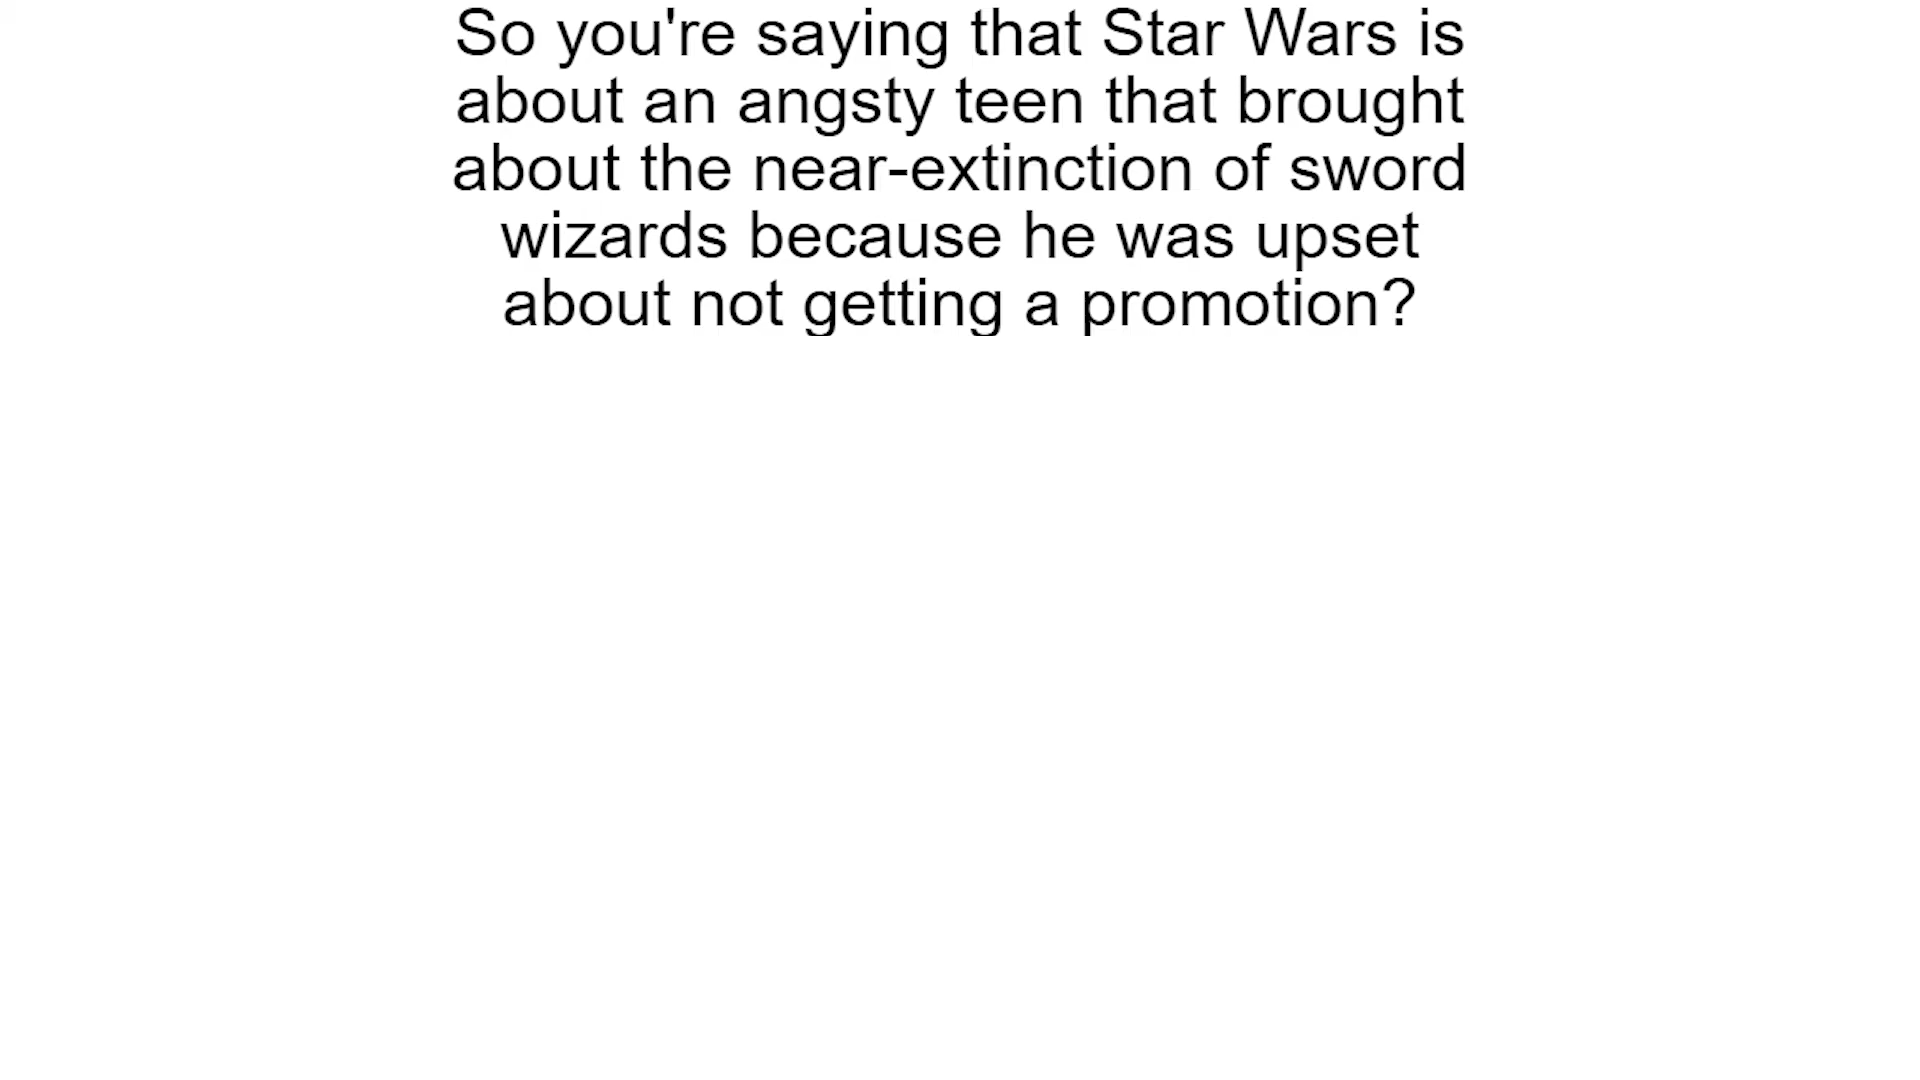 So you're saying that Star Wars is
about an angsty teen that brought
about the near-extinction of sword
wizards because he was upset
about not getting a promotion?